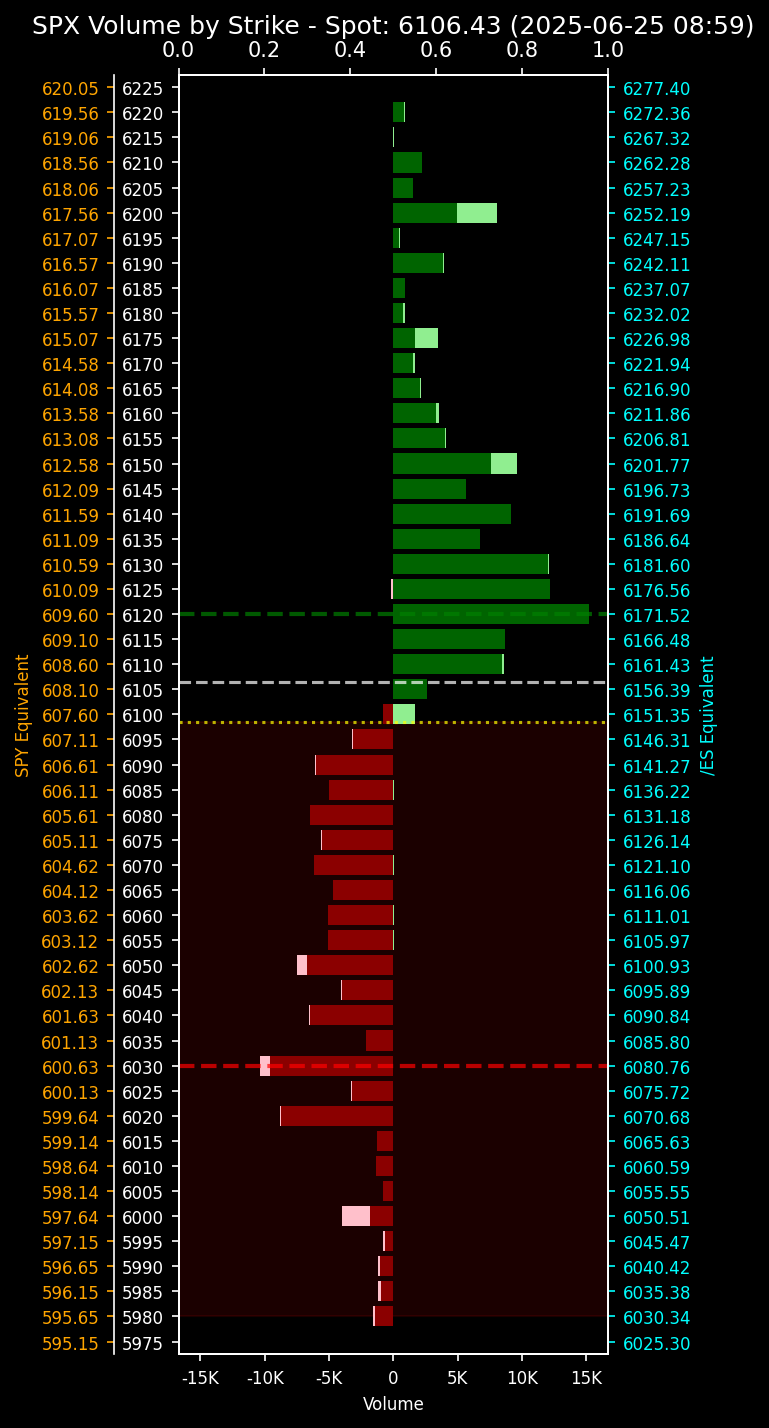 SPX Volume by Strike - Spot: 6106.43 (2025-06-25 08:59)
0.0 0.2 0.4 0.6 0.8 1.0
620.05 6225 6277.40
619.56 6220 6272.36
619.06 6215 6267.32
618.56 6210 6262.28
618.06 6205 6257.23
617.56 6200 6252.19
617.07 6195 6247.15
616.57 6190 6242.11
616.07 6185 6237.07
615.57 6180 6232.02
615.07 6175 6226.98
614.58 6170 6221.94
614.08 6165 6216.90
613.58 6160 6211.86
613.08 6155 6206.81
612.58 6150 6201.77
612.09 6145 6196.73
611.59 6140 6191.69
611.09 6135 6186.64
610.59 6130 6181.60
610.09 6125 6176.56
609.60 6120 6171.52
609.10 6115 6166.48
608.60 6110 6161.43
608.10 6105 6156.39
607.60 6100 6151.35
607.11 6095 6146.31
606.61 6090 6141.27
606.11 6085 6136.22
605.61 6080 6131.18
605.11 6075 6126.14
604.62 6070 6121.10
604.12 6065 6116.06
603.62 6060 6111.01
603.12 6055 6105.97
602.62 6050 6100.93
602.13 6045 6095.89
601.63 6040 6090.84
601.13 6035 6085.80
600.63 6030 6080.76
600.13 6025 6075.72
599.64 6020 6070.68
599.14 6015 6065.63
598.64 6010 6060.59
598.14 6005 6055.55
597.64 6000 6050.51
597.15 5995 6045.47
596.65 5990 6040.42
596.15 5985 6035.38
595.65 5980 6030.34
595.15 5975 6025.30
SPY Equivalent
/ES Equivalent
-15K -10K -5K 0 5K 10K 15K
Volume